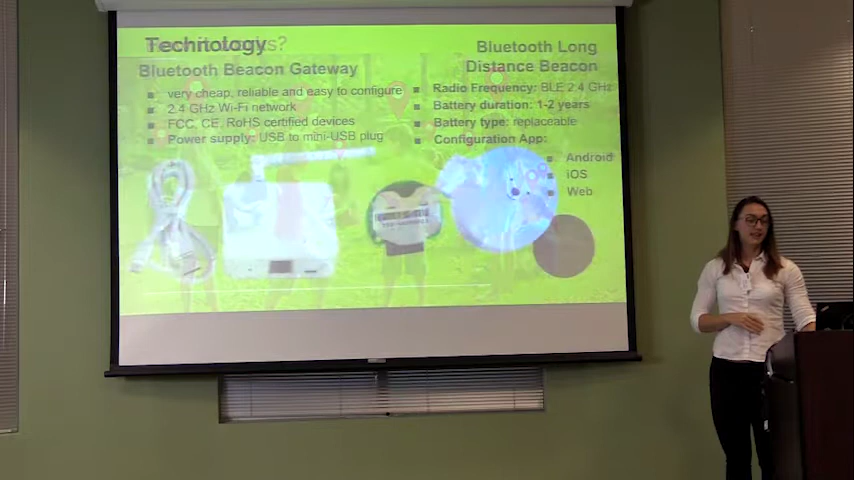 Technology
Bluetooth Beacon Gateway
very cheap, reliable and easy to configure
2.4 GHz Wi-Fi network
FCC, CE, RoHS certified devices
Power supply: USB to mini-USB plug
Bluetooth Long
Distance Beacon
Radio Frequency: BLE 2.4 GHz
Battery duration: 1-2 years
Battery type: replaceable
Configuration App:
Android
iOS
Web